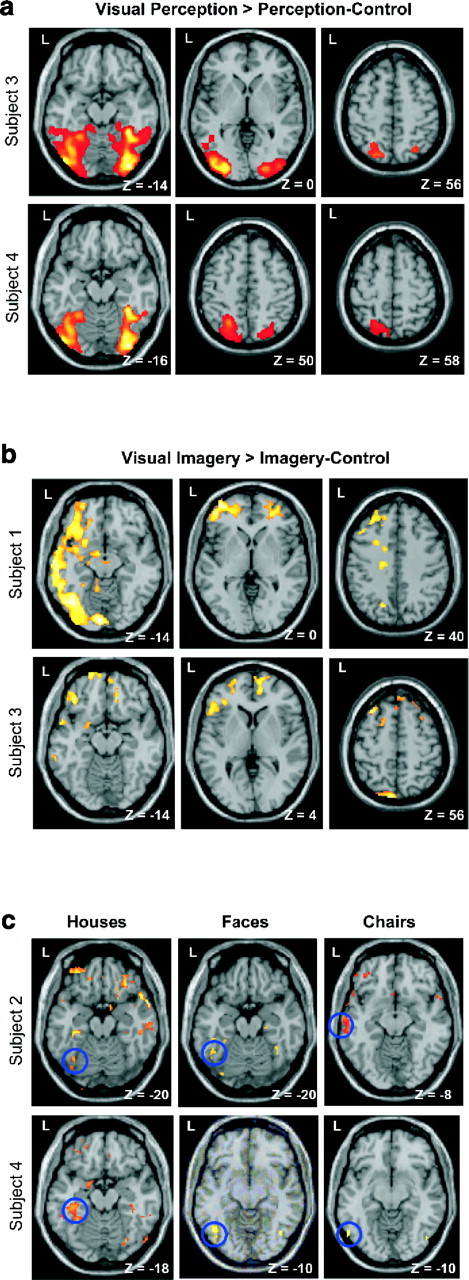 a
Visual Perception > Perception-Control
Subject 3
L
Z = -14
L
Z = 0
L
Z = 56
Subject 4
L
Z = -16
L
Z = 50
L
Z = 58
b
Visual Imagery > Imagery-Control
Subject 1
L
Z = -14
L
Z = 0
L
Z = 40
Subject 3
L
Z = -14
L
Z = 4
L
Z = 56
c
Houses
Faces
Chairs
Subject 2
L
Z = -20
L
Z = -20
L
Z = -8
Subject 4
L
Z = -18
L
Z = -10
L
Z = -10